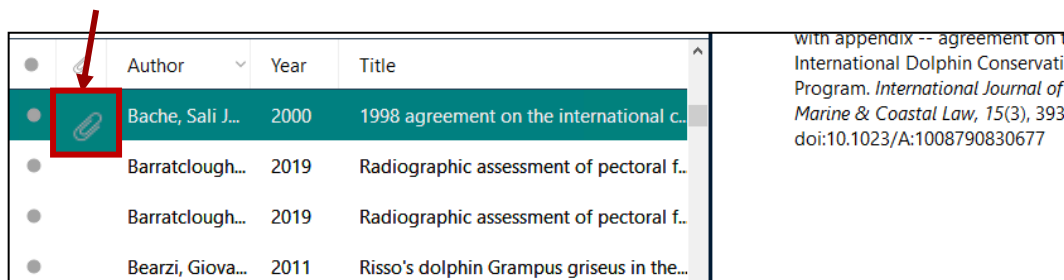 Author Year Title
Bache, Sali J... 2000 1998 agreement on the international c...
Barratclough... 2019 Radiographic assessment of pectoral f...
Barratclough... 2019 Radiographic assessment of pectoral f...
Bearzi, Giova... 2011 Risso's dolphin Grampus griseus in the...
with appendix -- agreement on t
International Dolphin Conservati
Program. International Journal of
Marine & Coastal Law, 15(3), 393
doi:10.1023/A:1008790830677